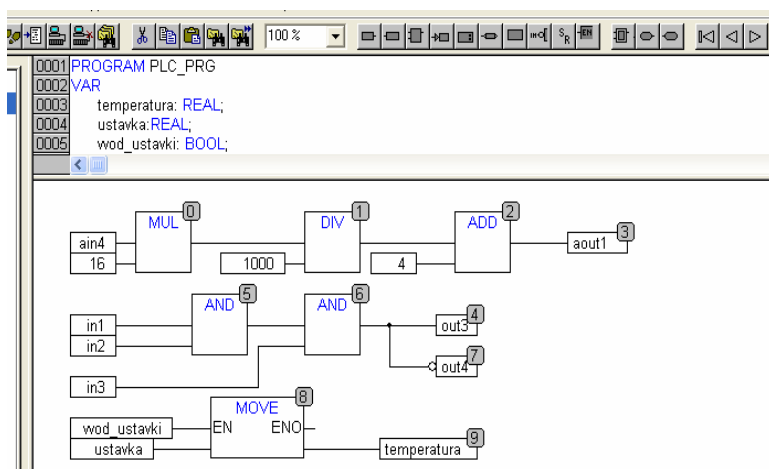 100 %
S
R
EN
0001 PROGRAM PLC_PRG
0002 VAR
0003 temperatura: REAL;
0004 ustavka:REAL;
0005 wod_ustavki: BOOL;
MUL 0 DIV 1 ADD 2
ain4 aout1 3
16 1000 4
AND 5 AND 6
in1 out3 4
in2 out4 7
in3
MOVE 8
wod_ustavki EN ENO
ustavka temperatura 9